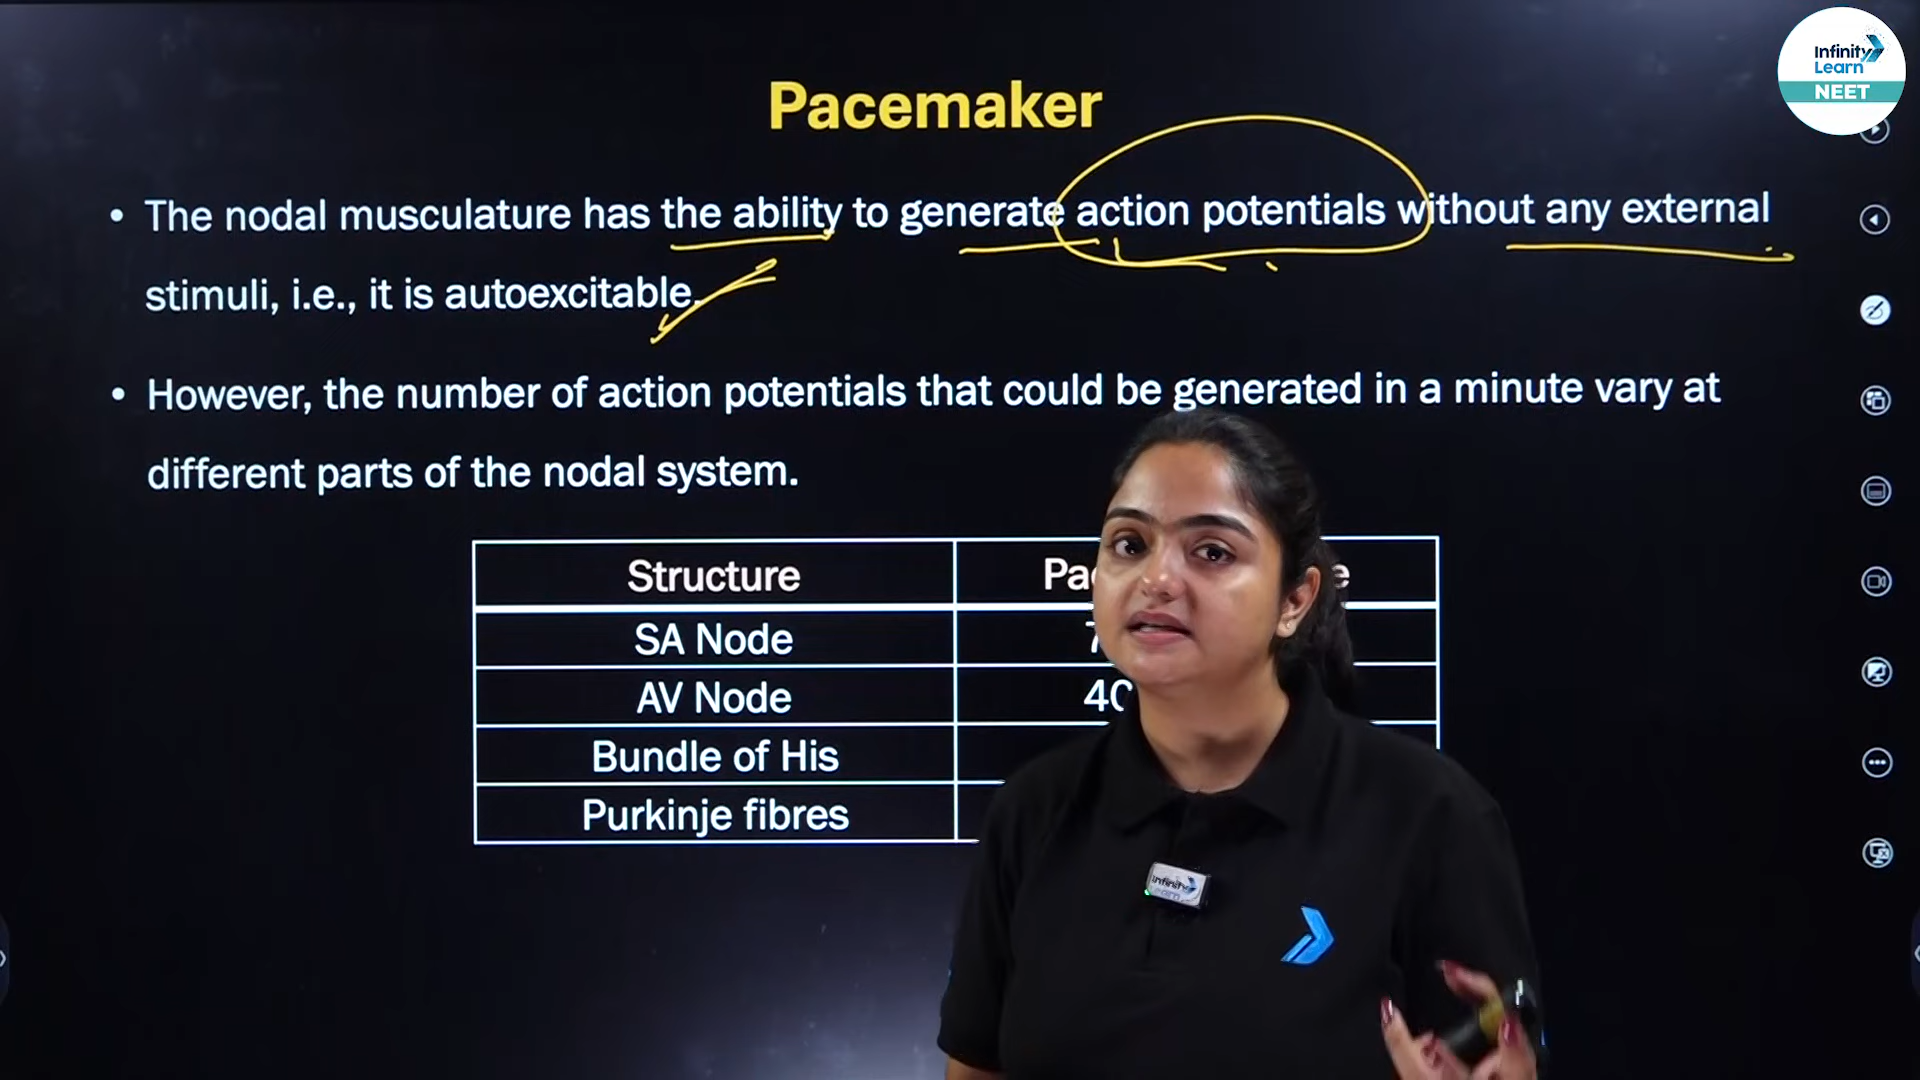 Infinity
Learn
NEET
Pacemaker
• The nodal musculature has the ability to generate action potentials without any external
stimuli, i.e., it is autoexcitable.
• However, the number of action potentials that could be generated in a minute vary at
different parts of the nodal system.
Structure
SA Node
AV Node 40
Bundle of His
Purkinje fibres